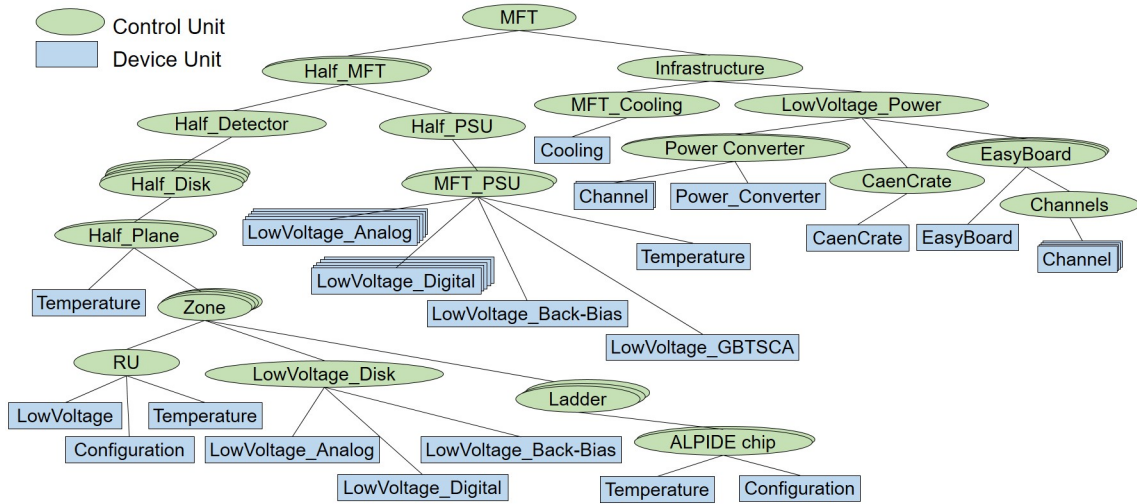 MFT
Control Unit
Device Unit
Half_MFT
Infrastructure
MFT_Cooling
LowVoltage_Power
Half_Detector
Half_PSU
Cooling
Power Converter
EasyBoard
Half_Disk
MFT_PSU
CaenCrate
Channel
Power_Converter
Channels
Half_Plane
LowVoltage_Analog
CaenCrate
EasyBoard
Temperature
Channel
LowVoltage_Digital
Temperature
Zone
LowVoltage_Back-Bias
LowVoltage_GBTSCA
RU
LowVoltage_Disk
Ladder
LowVoltage
Temperature
Configuration
LowVoltage_Analog
LowVoltage_Back-Bias
ALPIDE chip
LowVoltage_Digital
Temperature
Configuration